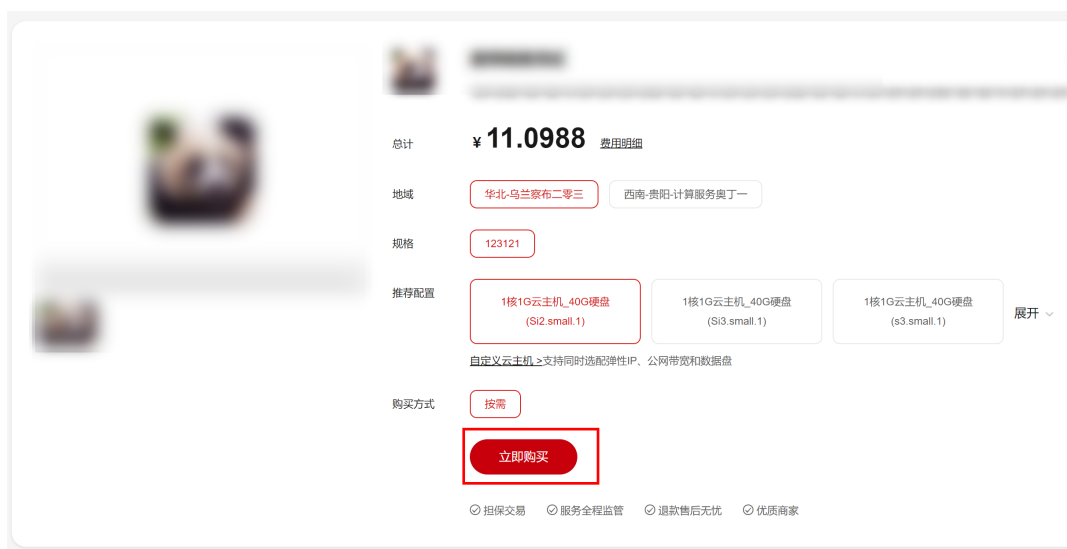 总计 ¥ 11.0988 费用明细
地域 华北-乌兰察布二零三 西南-贵阳-计算服务奥丁一
规格 123121
推荐配置 1核1G云主机_40G硬盘 1核1G云主机_40G硬盘 1核1G云主机_40G硬盘 展开
(Si2.small.1) (Si3.small.1) (s3.small.1)
自定义云主机 >支持同时选配弹性IP、公网带宽和数据盘
购买方式 按需
立即购买
担保交易 服务全程监管 退款售后无忧 优质商家